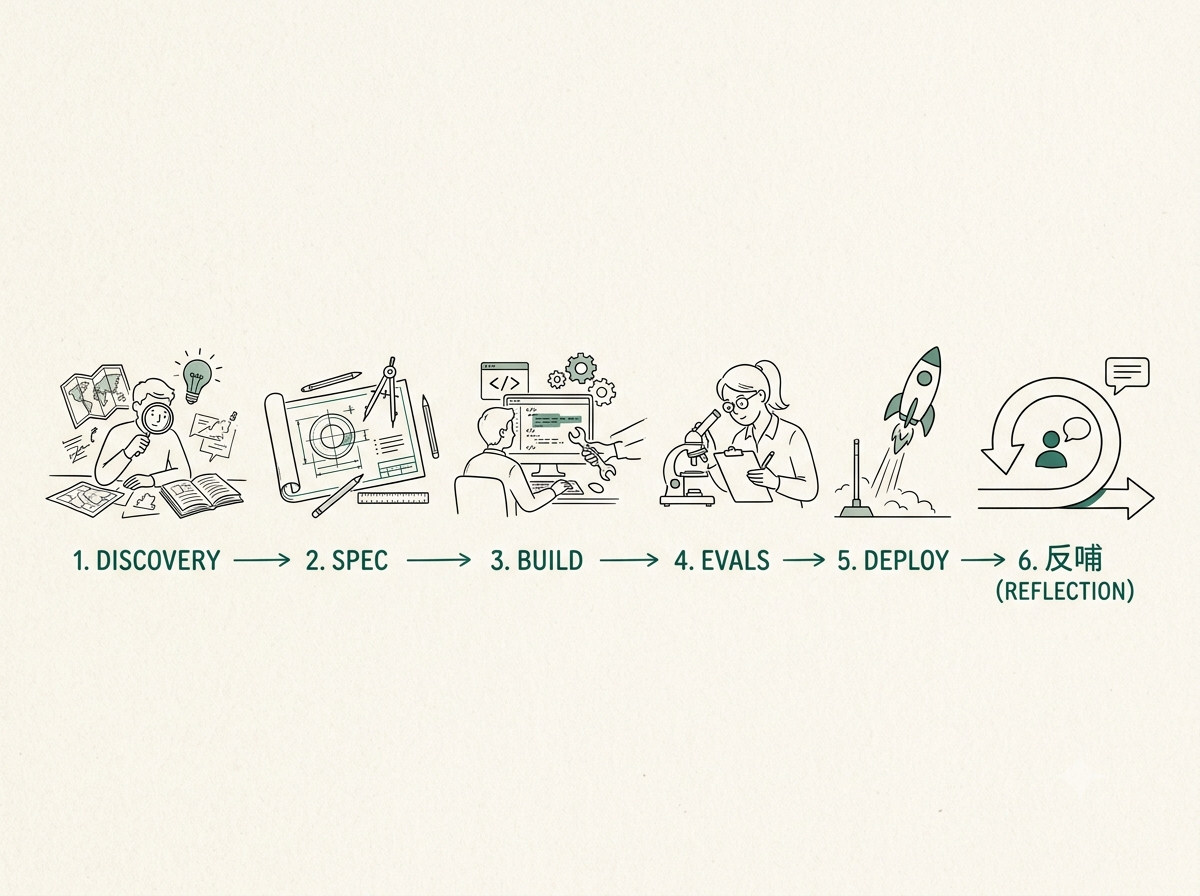 </>
1. DISCOVERY → 2. SPEC → 3. BUILD → 4. EVALS → 5. DEPLOY → 6. 反哺
(REFLECTION)